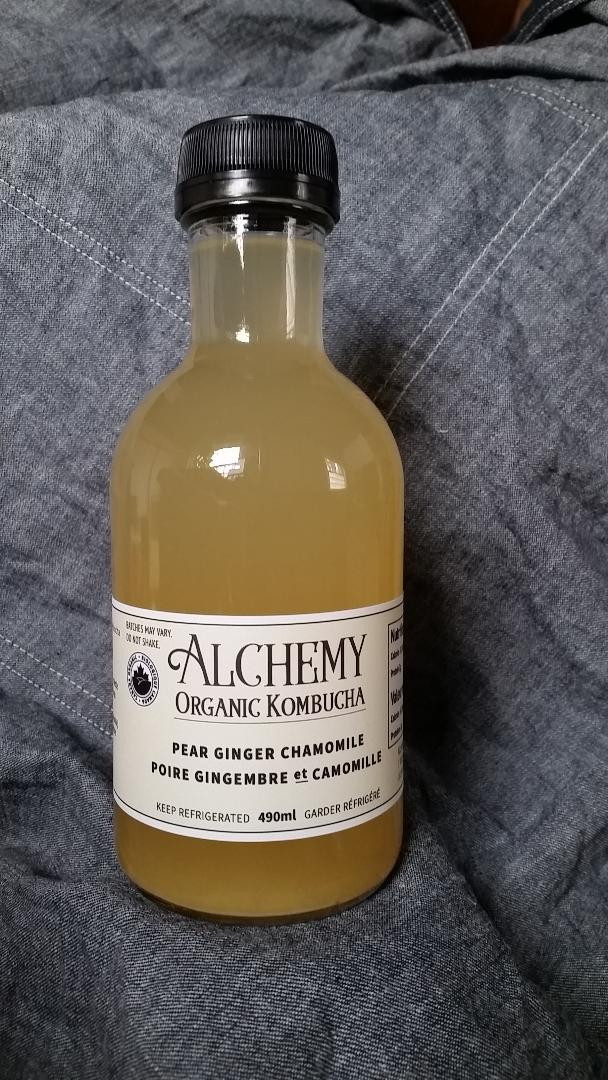 BATCHES MAY VARY.
DO NOT SHAKE.
ALCHEMY
ORGANIC KOMBUCHA
PEAR GINGER CHAMOMILE
POIRE GINGEMBRE et CAMOMILLE
KEEP REFRIGERATED 490ml GARDER RÉFRIGÉRÉ